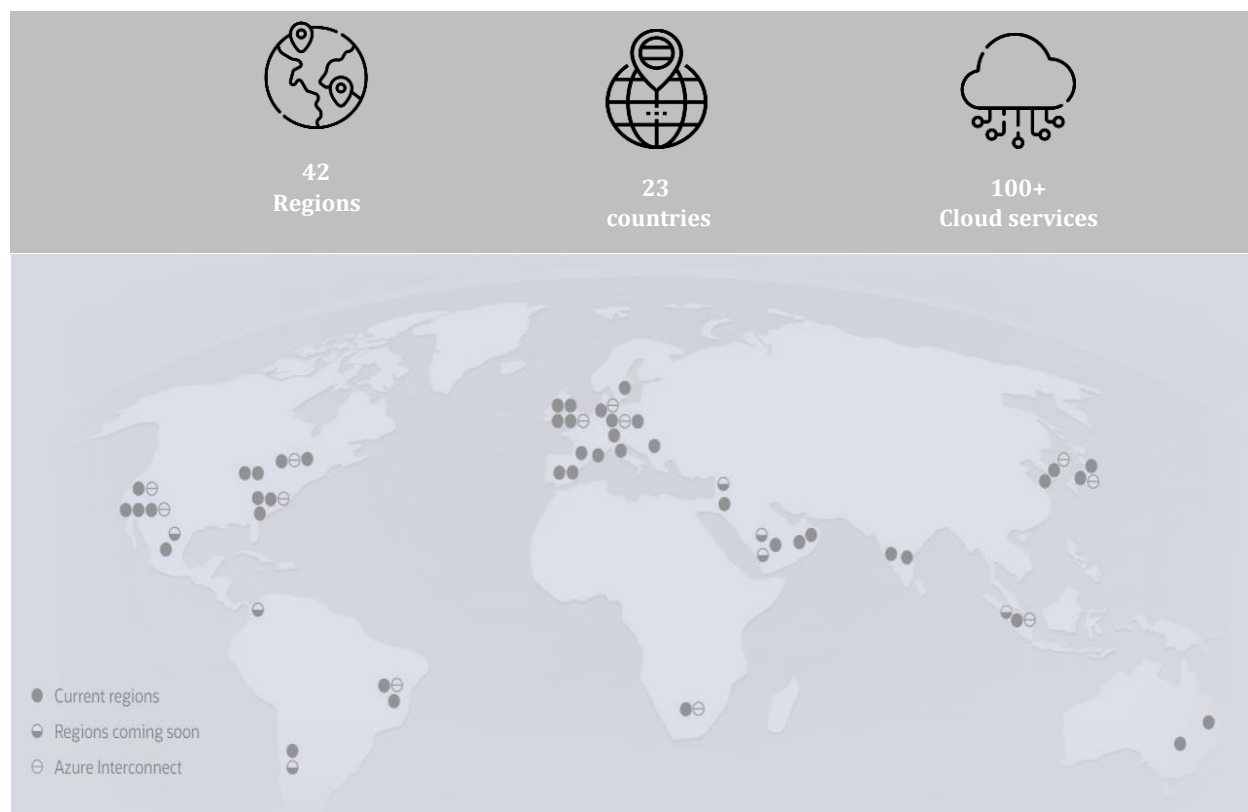 42
Regions
23
countries
100+
Cloud services
Current regions
Regions coming soon
Azure Interconnect